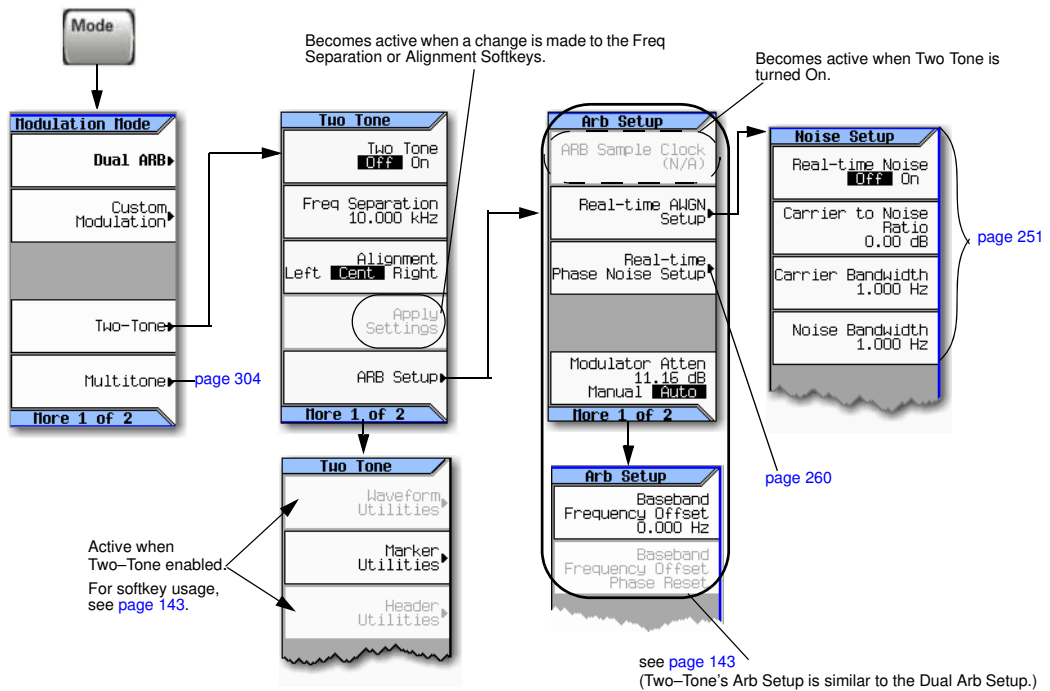 Mode
Becomes active when a change is made to the Freq
Separation or Alignment Softkeys.
Becomes active when Two Tone is
turned On.
Modulation Mode
Dual ARB
Custom
Modulation
Two-Tone
Multitone
page 304
More 1 of 2
Two Tone
Two Tone
Off On
Freq Separation
10.000 kHz
Alignment
Left Cent Right
Apply
Settings
ARB Setup
More 1 of 2
Two Tone
Waveform
Utilities
Marker
Utilities
Header
Utilities
Active when
Two–Tone enabled.
For softkey usage,
see page 143.
Arb Setup
ARB Sample Clock
(N/A)
Real-time AWGN
Setup
Real-time
Phase Noise Setup
Modulator Atten
11.16 dB
Manual Auto
More 1 of 2
Arb Setup
Baseband
Frequency Offset
0.000 Hz
Baseband
Frequency Offset
Phase Reset
page 260
Noise Setup
Real-time Noise
Off On
Carrier to Noise
Ratio
0.00 dB
Carrier Bandwidth
1.000 Hz
Noise Bandwidth
1.000 Hz
page 251
see page 143
(Two–Tone's Arb Setup is similar to the Dual Arb Setup.)